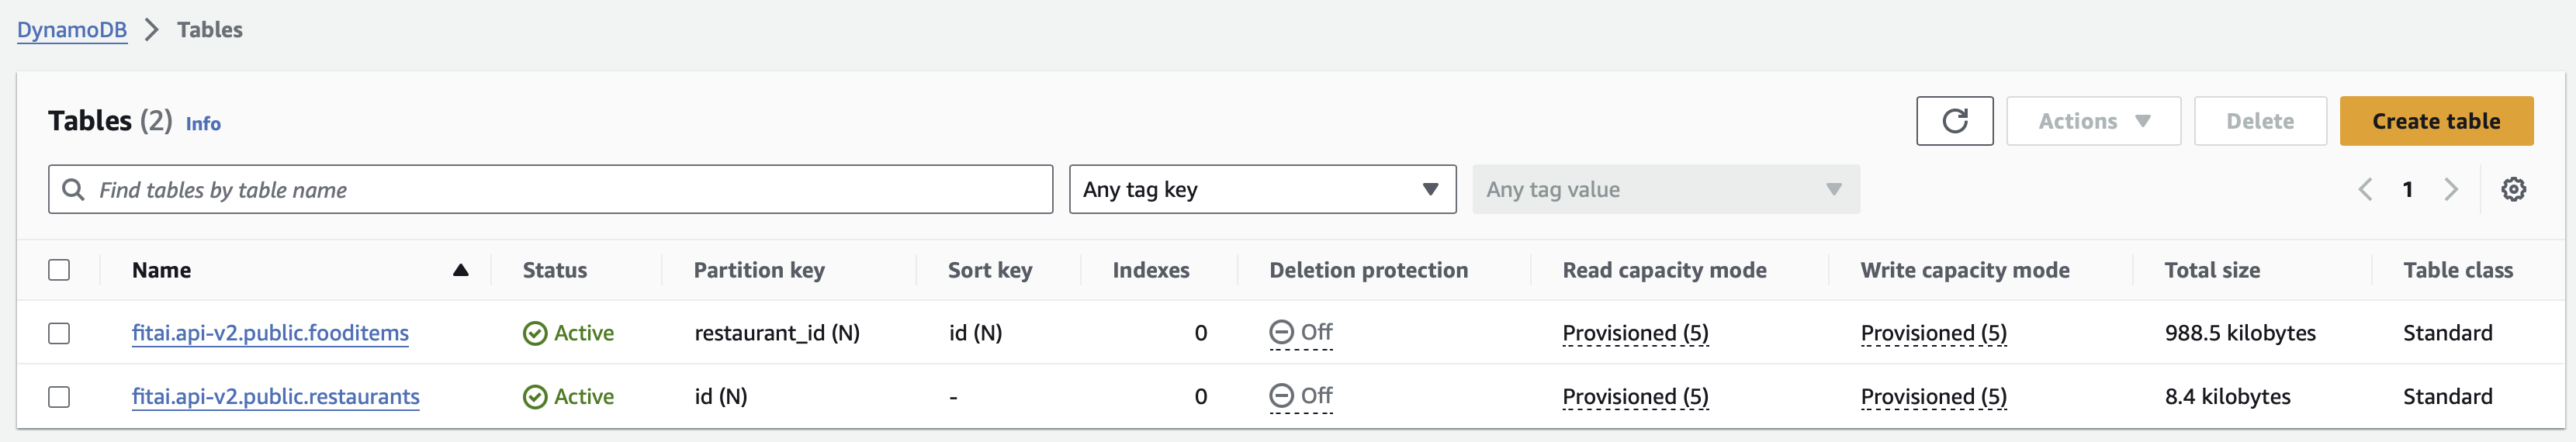 DynamoDB > Tables
Tables (2) Info
Actions Delete Create table
Find tables by table name Any tag key Any tag value 1
Name Status Partition key Sort key Indexes Deletion protection Read capacity mode Write capacity mode Total size Table class
fitai.api-v2.public.fooditems Active restaurant_id (N) id (N) 0 Off Provisioned (5) Provisioned (5) 988.5 kilobytes Standard
fitai.api-v2.public.restaurants Active id (N) - 0 Off Provisioned (5) Provisioned (5) 8.4 kilobytes Standard